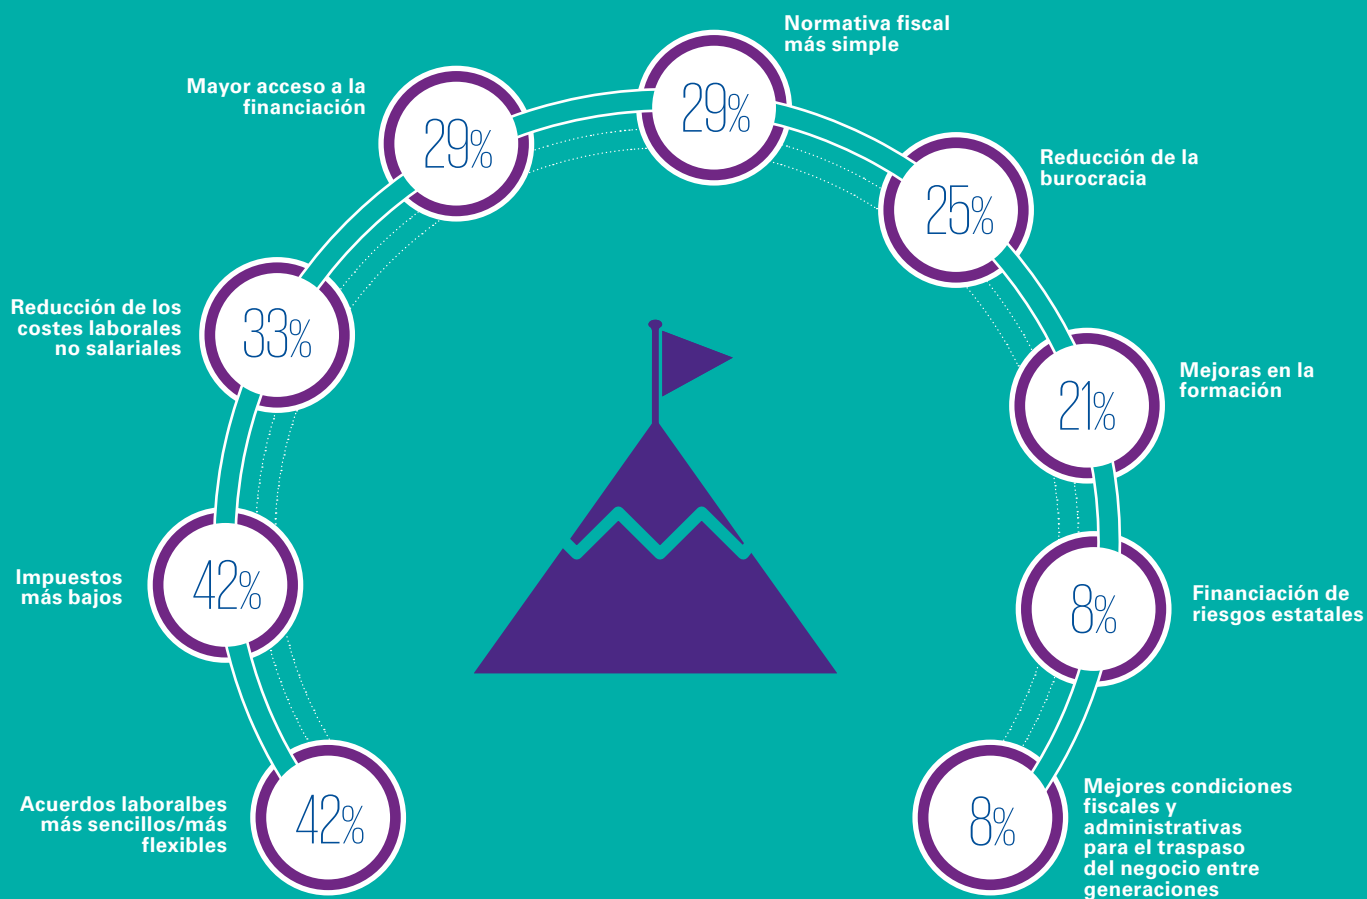 Normativa fiscal
más simple
29%
Mayor acceso a la
financiación
29%
Reducción de la
burocracia
25%
Reducción de los
costes laborales
no salariales
33%
Mejoras en la
formación
21%
Impuestos
más bajos
42%
Financiación de
riesgos estatales
8%
Acuerdos laboralbes
más sencillos/más
flexibles
42%
Mejores condiciones
fiscales y
administrativas
para el traspaso
del negocio entre
generaciones
8%